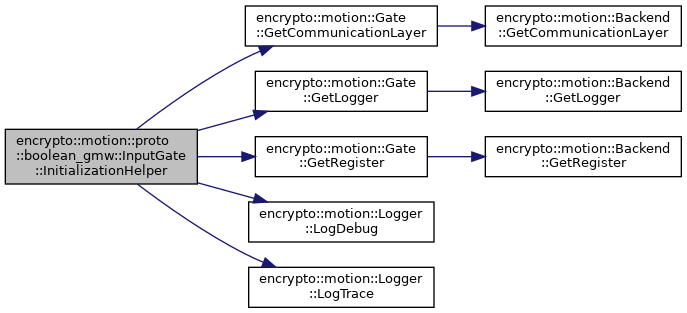 encrypto::motion::Gate
::GetCommunicationLayer
encrypto::motion::Backend
::GetCommunicationLayer
encrypto::motion::Gate
::GetLogger
encrypto::motion::Backend
::GetLogger
encrypto::motion::proto
::boolean_gmw::InputGate
::InitializationHelper
encrypto::motion::Gate
::GetRegister
encrypto::motion::Backend
::GetRegister
encrypto::motion::Logger
::LogDebug
encrypto::motion::Logger
::LogTrace